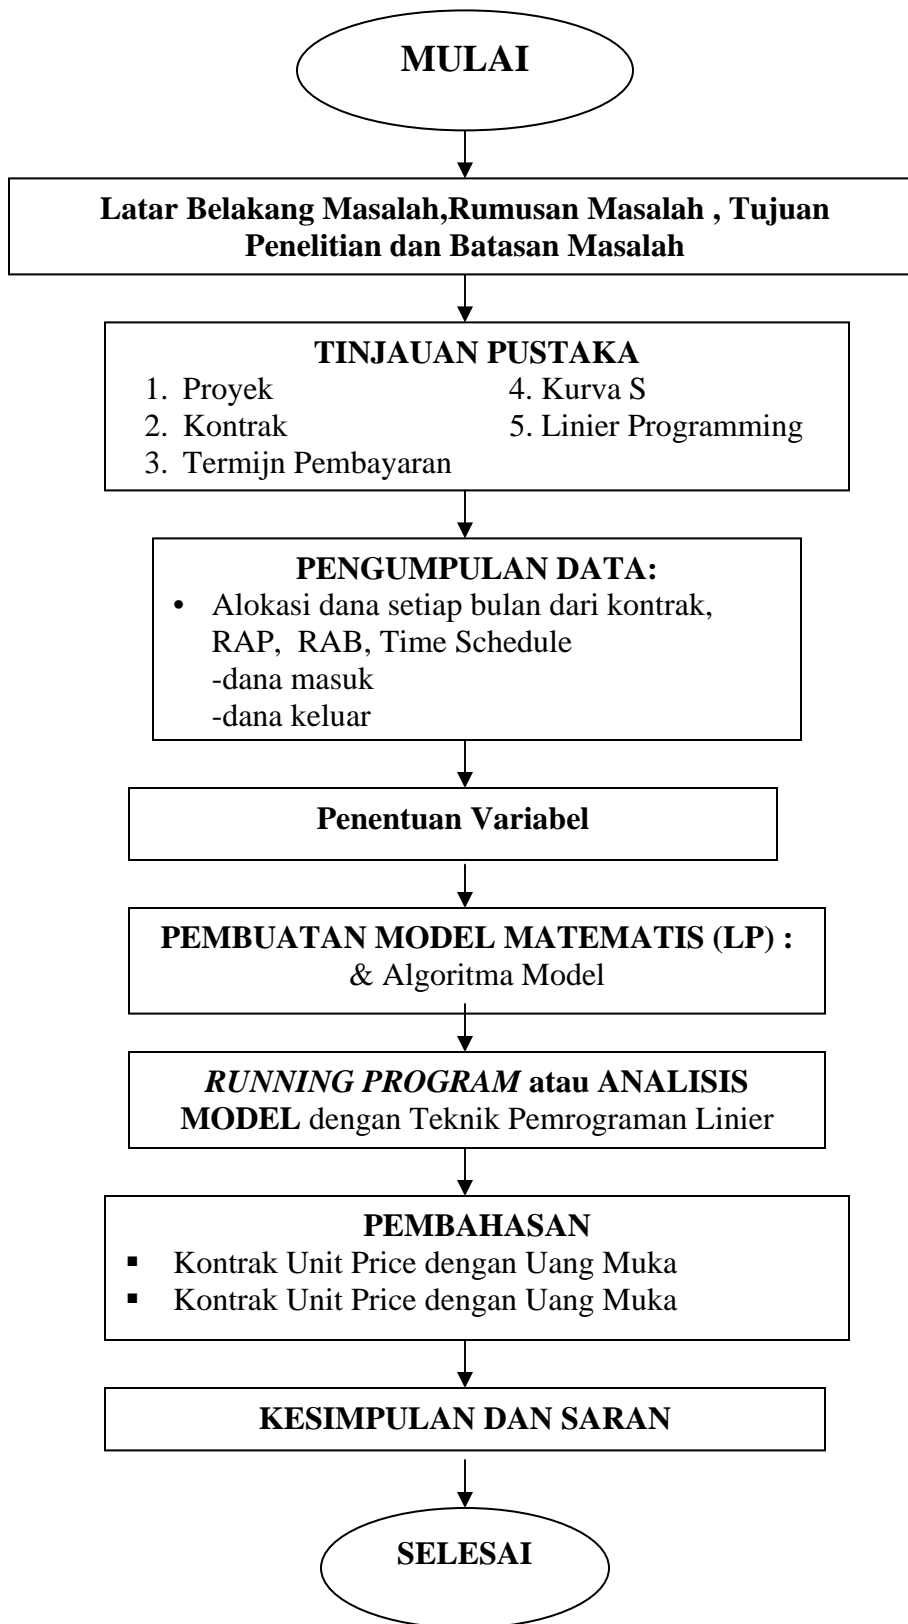 MULAI
Latar Belakang Masalah,Rumusan Masalah , Tujuan
Penelitian dan Batasan Masalah
TINJAUAN PUSTAKA
1. Proyek
2. Kontrak
3. Termijn Pembayaran
4. Kurva S
5. Linier Programming
PENGUMPULAN DATA:
• Alokasi dana setiap bulan dari kontrak,
RAP, RAB, Time Schedule
-dana masuk
-dana keluar
Penentuan Variabel
PEMBUATAN MODEL MATEMATIS (LP) :
& Algoritma Model
RUNNING PROGRAM atau ANALISIS
MODEL dengan Teknik Pemrograman Linier
PEMBAHASAN
▪ Kontrak Unit Price dengan Uang Muka
▪ Kontrak Unit Price dengan Uang Muka
KESIMPULAN DAN SARAN
SELESAI